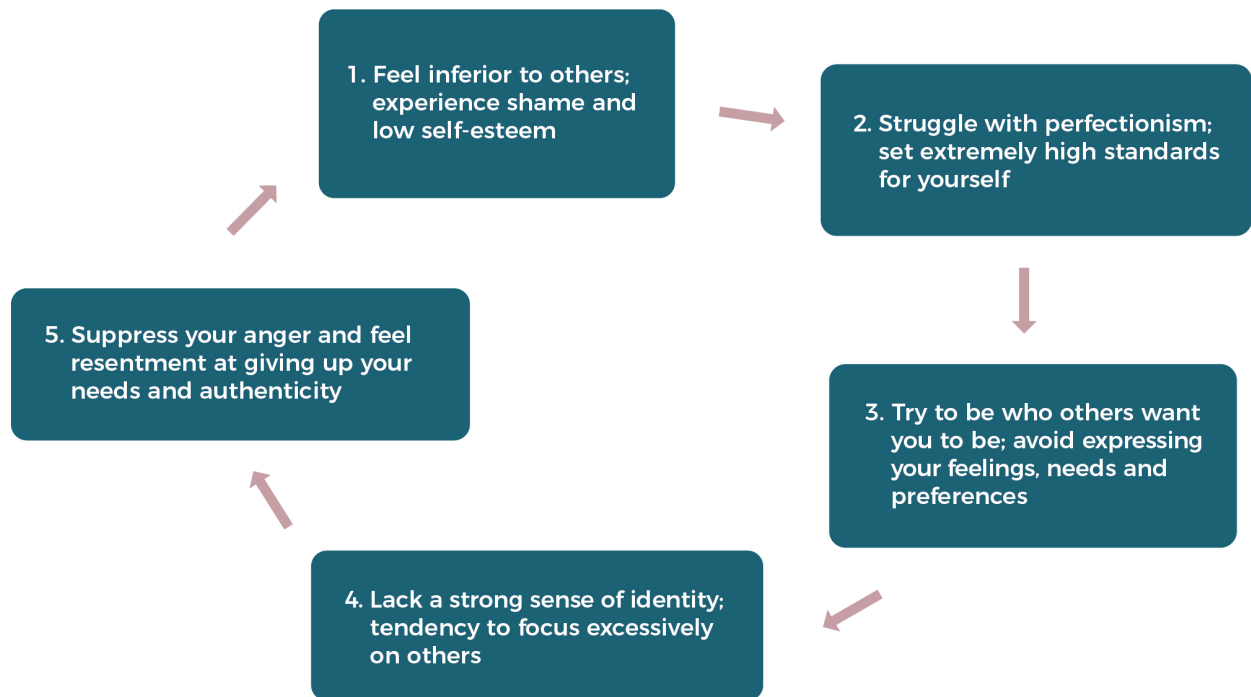 1. Feel inferior to others;
experience shame and
low self-esteem
2. Struggle with perfectionism;
set extremely high standards
for yourself
3. Try to be who others want
you to be; avoid expressing
your feelings, needs and
preferences
4. Lack a strong sense of identity;
tendency to focus excessively
on others
5. Suppress your anger and feel
resentment at giving up your
needs and authenticity